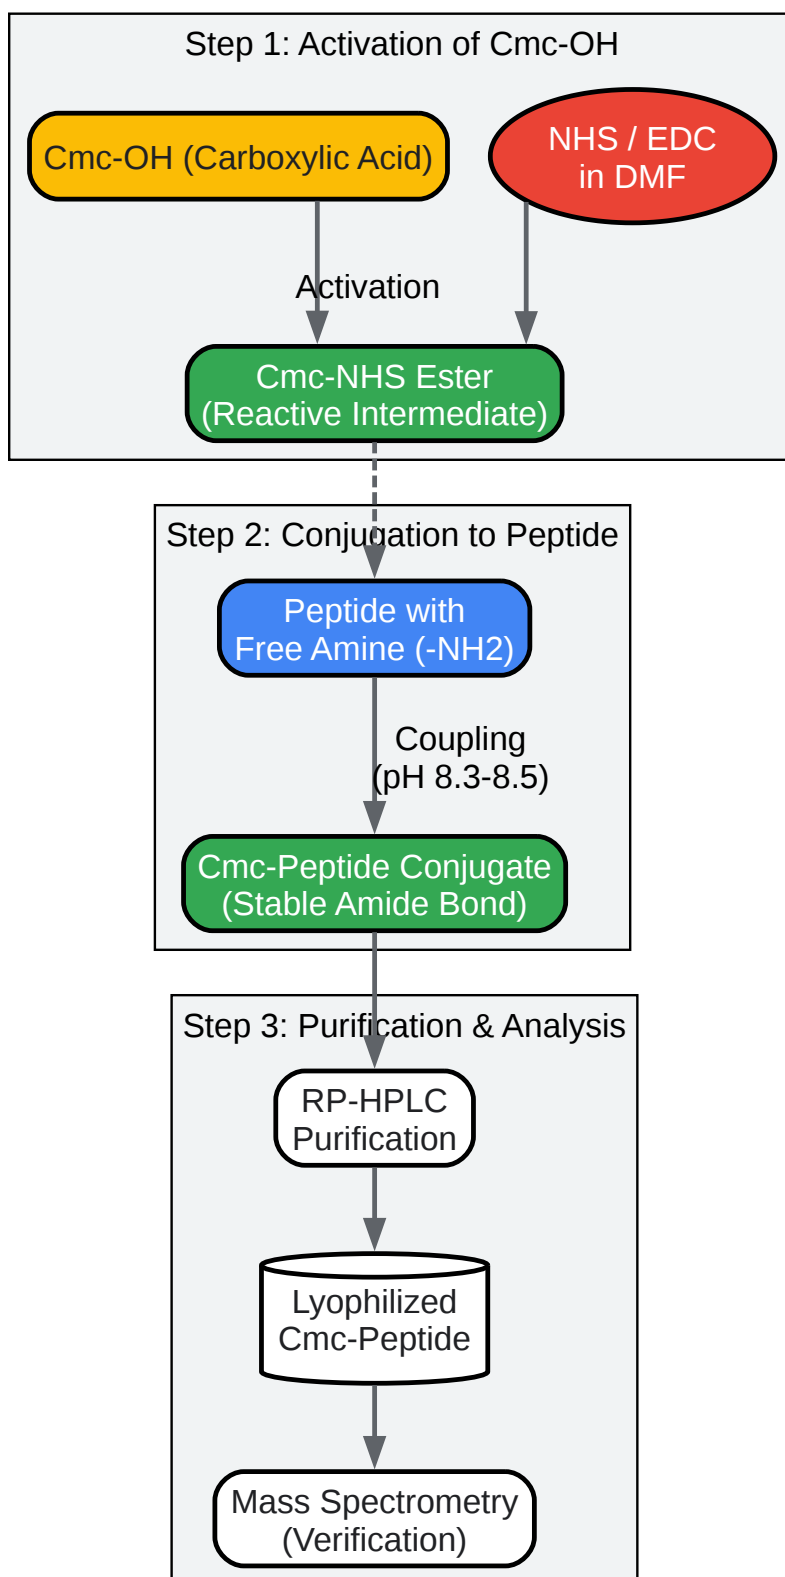 Step 1: Activation of Cmc-OH
Cmc-OH (Carboxylic Acid)
NHS / EDC
in DMF
Activation
Cmc-NHS Ester
(Reactive Intermediate)
Step 2: Conjugation to Peptide
Peptide with
Free Amine (-NH2)
Coupling
(pH 8.3-8.5)
Cmc-Peptide Conjugate
(Stable Amide Bond)
Step 3: Purification & Analysis
RP-HPLC
Purification
Lyophilized
Cmc-Peptide
Mass Spectrometry
(Verification)